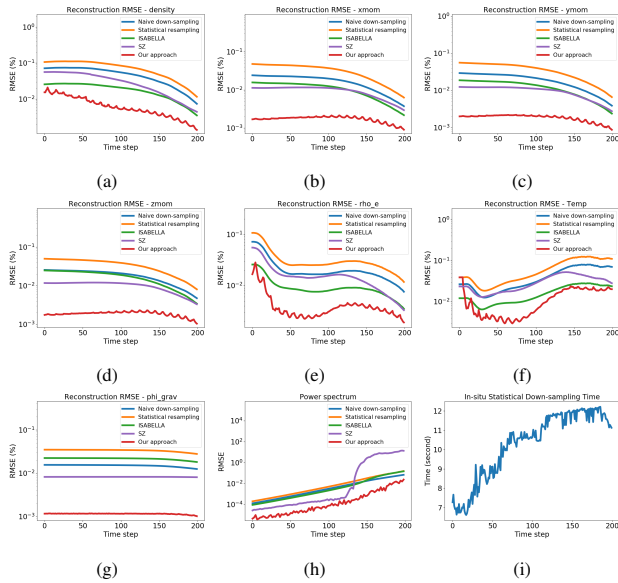 Reconstruction RMSE - density
RMSE (%)
10⁻¹
10⁻²
Naive down-sampling
Statistical resampling
ISABELLA
SZ
Our approach
0 50 100 150 200
Time step
(a)
Reconstruction RMSE - xmom
RMSE (%)
10⁰
10⁻¹
10⁻²
10⁻³
Naive down-sampling
Statistical resampling
ISABELLA
SZ
Our approach
0 50 100 150 200
Time step
(b)
Reconstruction RMSE - ymom
RMSE (%)
10⁰
10⁻¹
10⁻²
10⁻³
Naive down-sampling
Statistical resampling
ISABELLA
SZ
Our approach
0 50 100 150 200
Time step
(c)
Reconstruction RMSE - zmom
RMSE (%)
10⁻¹
10⁻²
10⁻³
Naive down-sampling
Statistical resampling
ISABELLA
SZ
Our approach
0 50 100 150 200
Time step
(d)
Reconstruction RMSE - rho_e
RMSE (%)
10⁻¹
10⁻²
Naive down-sampling
Statistical resampling
ISABELLA
SZ
Our approach
0 50 100 150 200
Time step
(e)
Reconstruction RMSE - Temp
RMSE (%)
10⁰
10⁻¹
10⁻²
Naive down-sampling
Statistical resampling
ISABELLA
SZ
Our approach
0 50 100 150 200
Time step
(f)
Reconstruction RMSE - phi_grav
RMSE (%)
10⁻¹
10⁻²
10⁻³
Naive down-sampling
Statistical resampling
ISABELLA
SZ
Our approach
0 50 100 150 200
Time step
(g)
Power spectrum
RMSE
10⁴
10²
10⁰
10⁻²
10⁻⁴
Naive down-sampling
Statistical resampling
ISABELLA
SZ
Our approach
0 50 100 150 200
Time step
(h)
In-situ Statistical Down-sampling Time
Time (second)
12
11
10
9
8
7
0 50 100 150 200
Time step
(i)